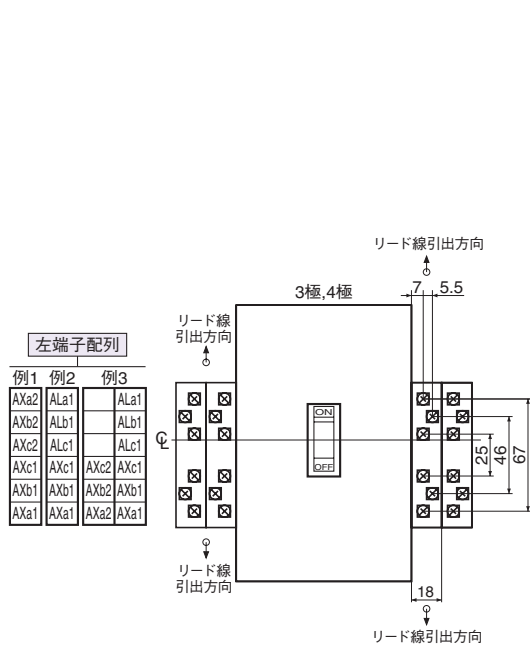 リード線引出方向
7 5.5
3極,4極
リード線
引出方向
左端子配列
例1 例2 例3
AXa2 ALa1 ALa1
AXb2 ALb1 ALb1
AXc2 ALc1 ALc1
AXc1 AXc1 AXc2 AXc1
AXb1 AXb1 AXb2 AXb1
AXa1 AXa1 AXa2 AXa1
ON
OFF
℄
25
46
67
リード線
引出方向
18
リード線引出方向